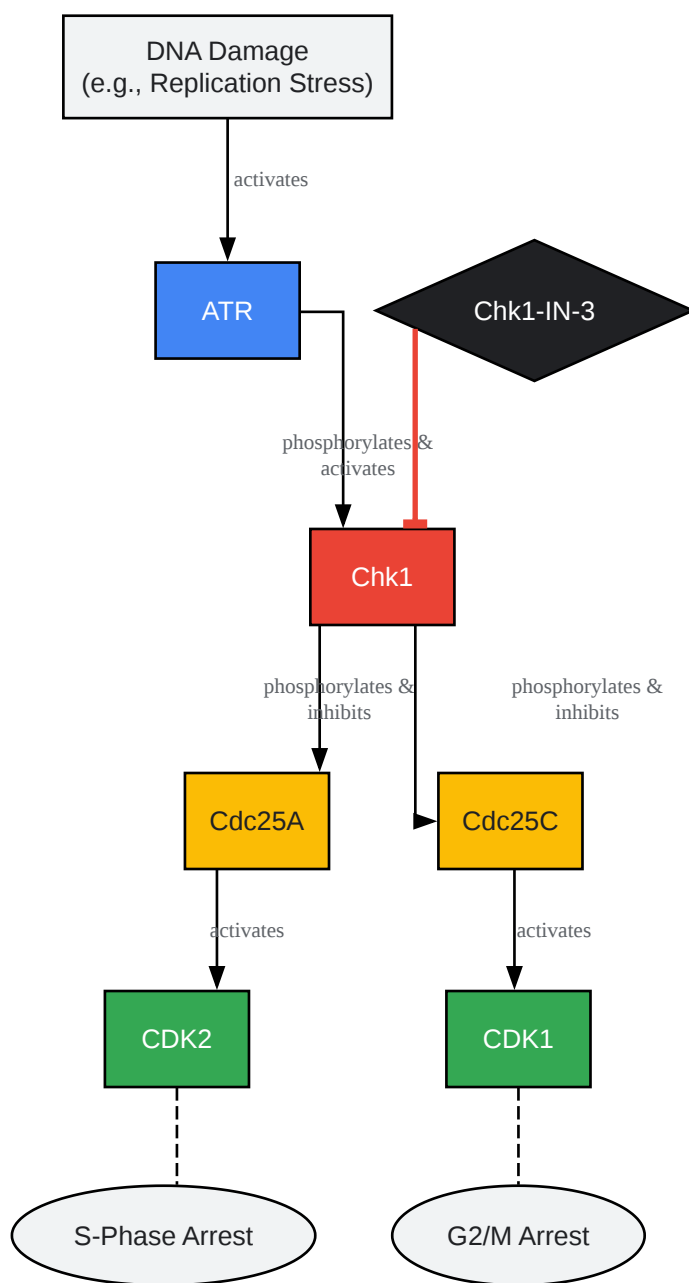 DNA Damage
(e.g., Replication Stress)
activates
ATR
Chk1-IN-3
phosphorylates &
activates
Chk1
phosphorylates &
inhibits
phosphorylates &
inhibits
Cdc25A
Cdc25C
activates
activates
CDK2
CDK1
S-Phase Arrest
G2/M Arrest